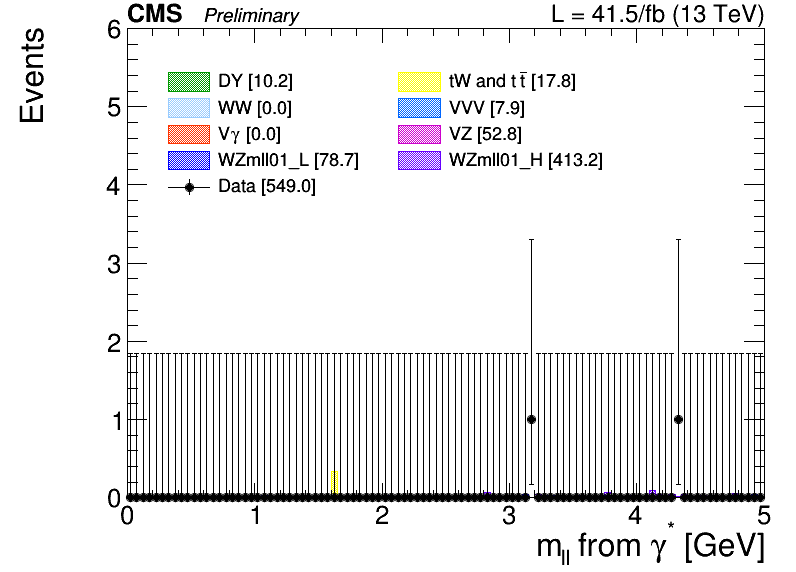 CMS Preliminary L = 41.5/fb (13 TeV)
Events
6
5
4
3
2
1
0
DY [10.2] tW and tt̄ [17.8]
WW [0.0] VVV [7.9]
Vγ [0.0] VZ [52.8]
WZmll01_L [78.7] WZmll01_H [413.2]
Data [549.0]
0 1 2 3 4 5
m_ll from γ* [GeV]